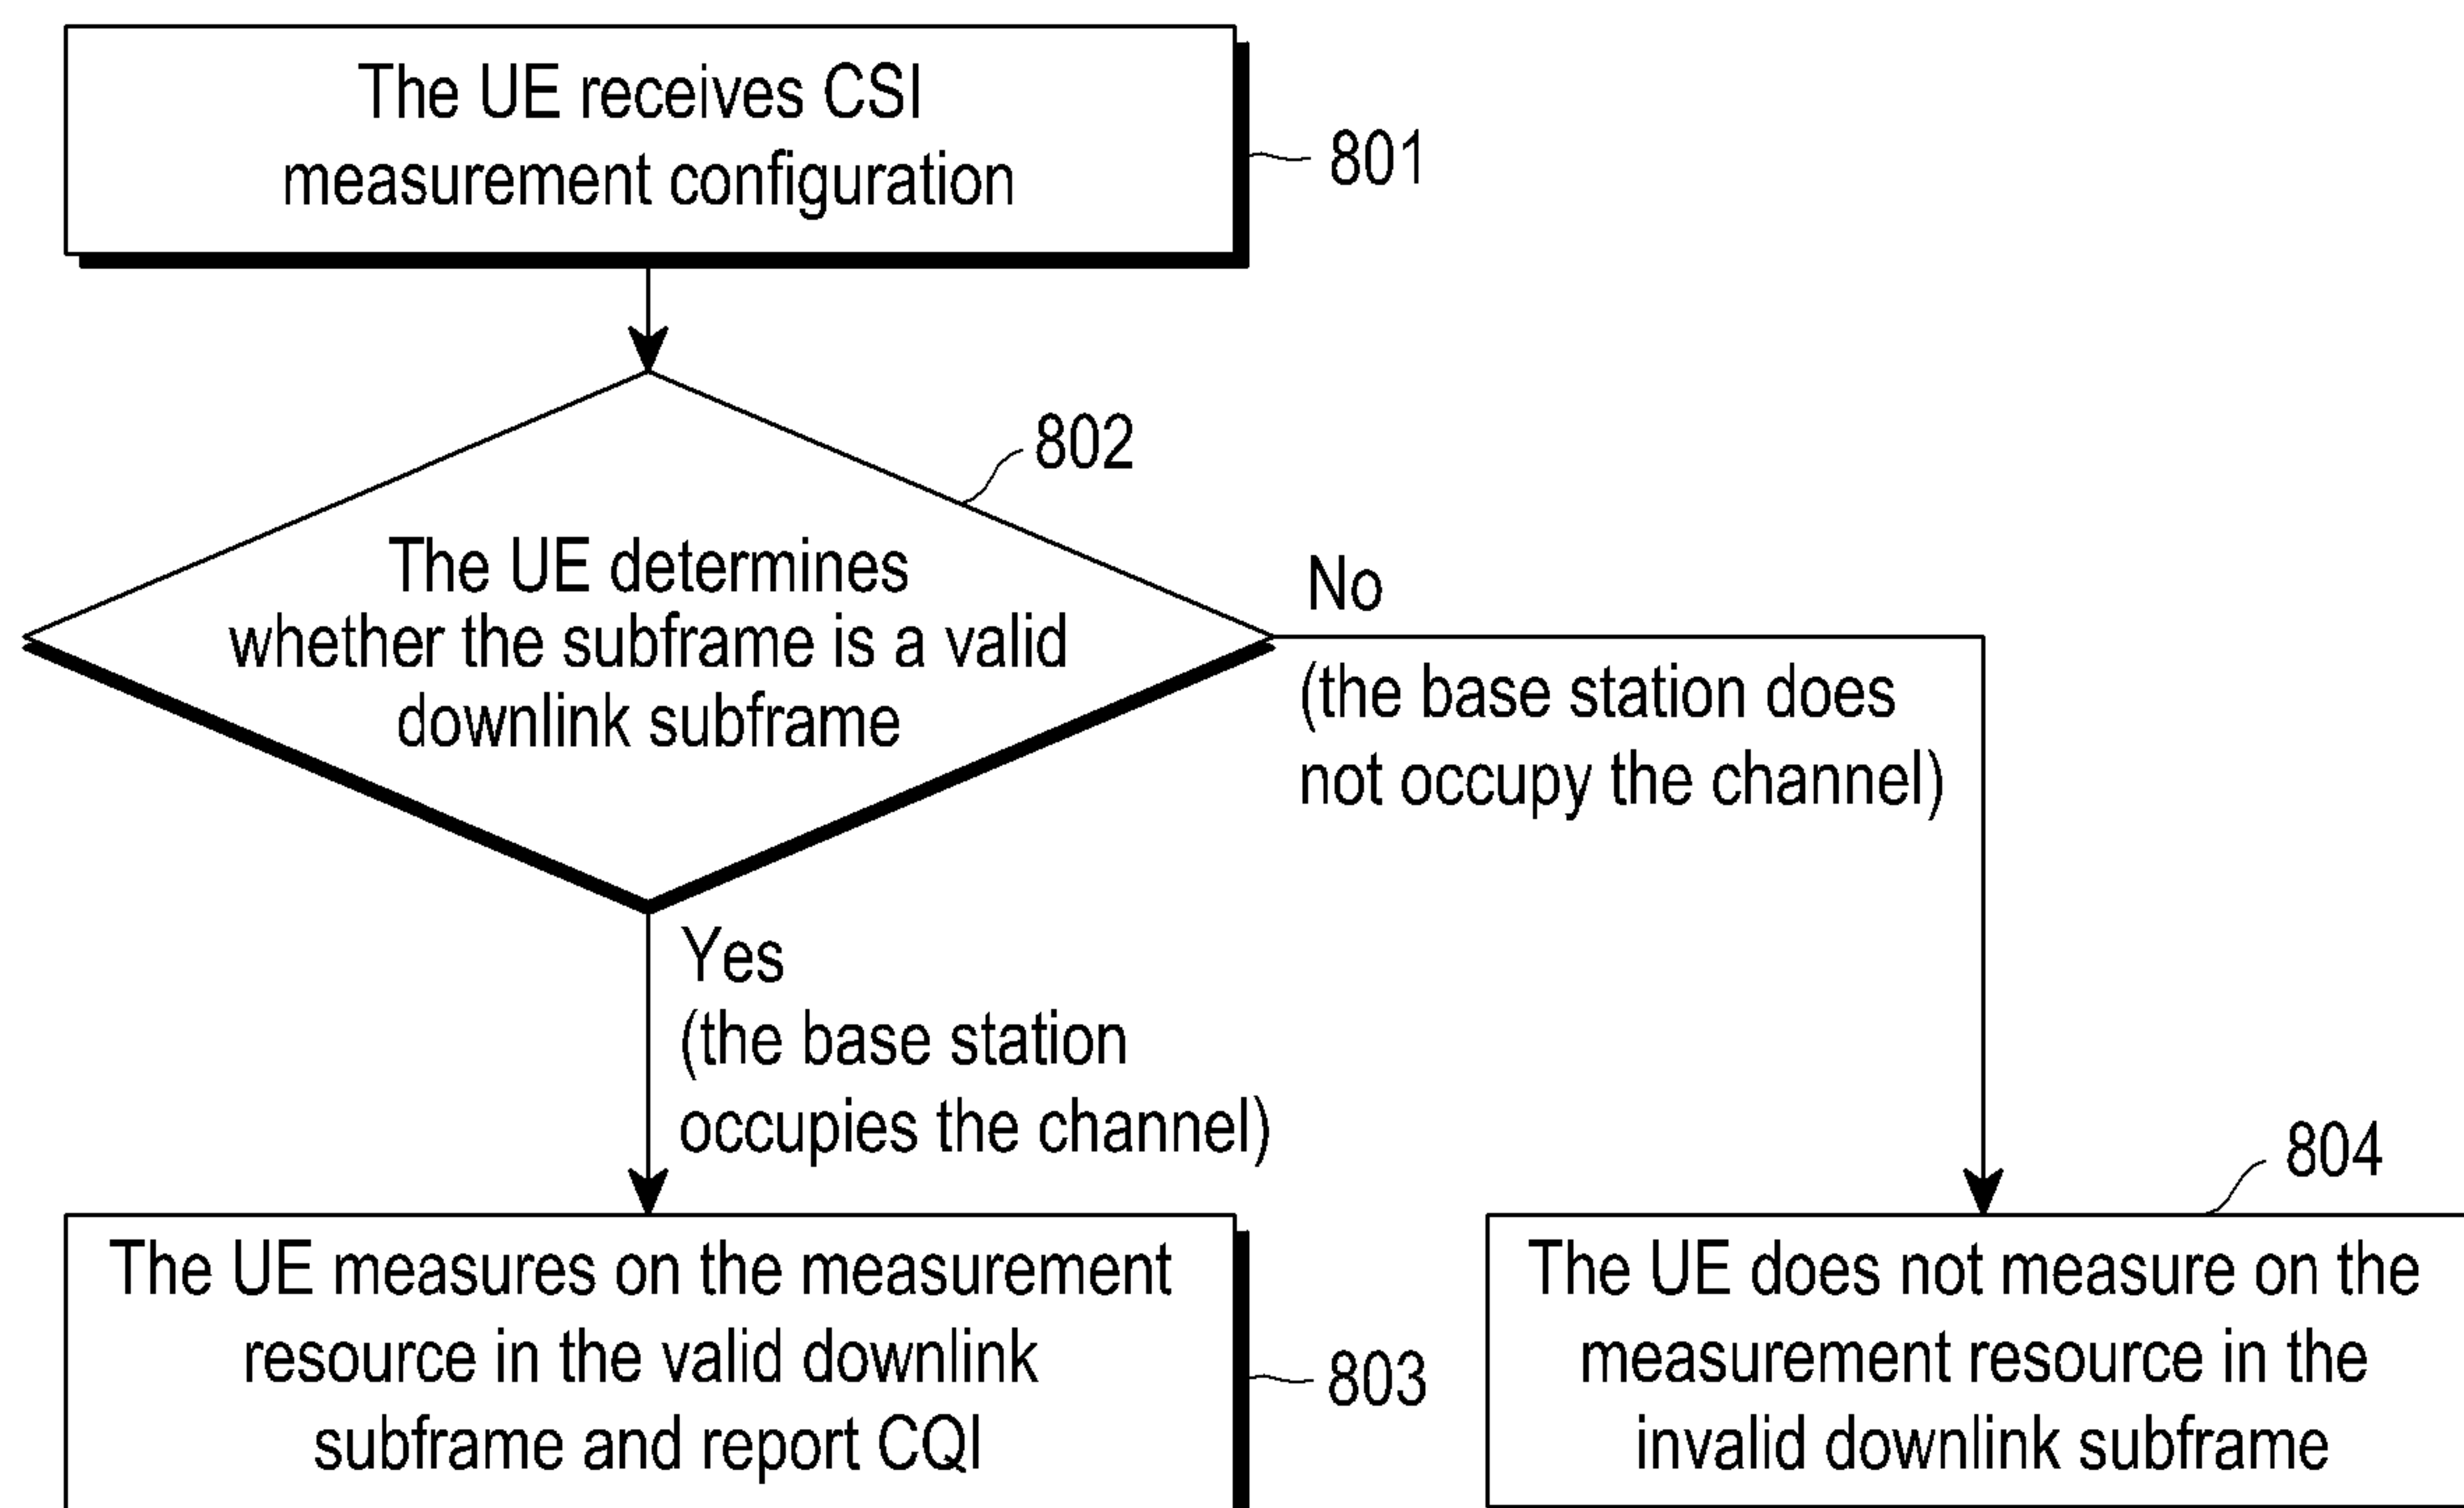 The UE receives CSI
measurement configuration
801
802
The UE determines
whether the subframe is a valid
downlink subframe
No
(the base station does
not occupy the channel)
Yes
(the base station
occupies the channel)
The UE measures on the measurement
resource in the valid downlink
subframe and report CQI
803
804
The UE does not measure on the
measurement resource in the
invalid downlink subframe